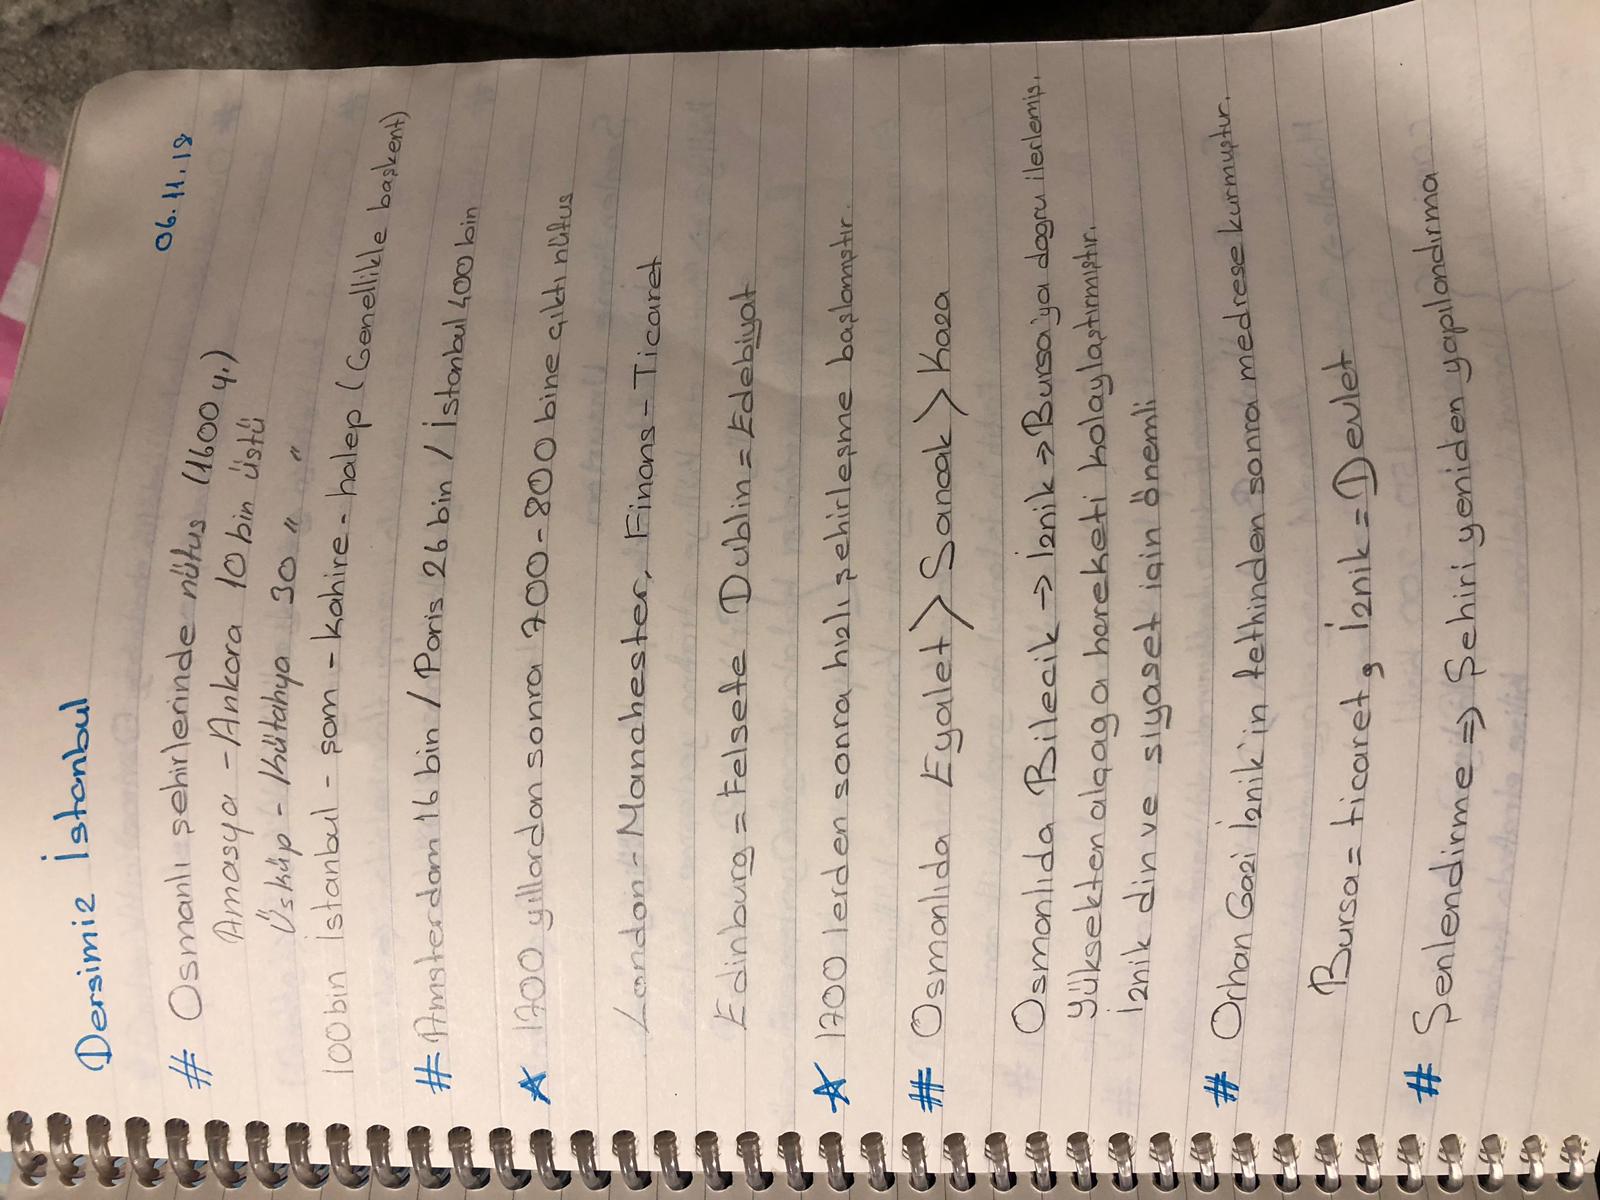 Dersimiz İstanbul
06.11.18
# Osmanlı şehirlerinde nüfus (1600 y.)
Amasya - Ankara 10 bin üstü
Üsküp - Kütahya 30 " "
100 bin İstanbul - şam - kahire - halep (Genellikle başkent)
# Amsterdam 16 bin / Paris 26 bin / İstanbul 400 bin
☆ 1700 yıllardan sonra 700-800 bine çıktı nüfus
London - Manchester, Finans - Ticaret
Edinburg = Felsefe Dublin = Edebiyat
☆ 1700 lerden sonra hızlı şehirleşme başlamıştır.
# Osmanlıda Eyalet > Sancak > Kaza
Osmanlıda Bilecik → İznik → Bursa'ya dogru ilerlemiş.
yüksekten alçaga hareketi kolaylaştırmıştır.
İznik din ve siyaset için önemli
# Orhan Gazi İznik'in fethinden sonra medrese kurmuştur.
Bursa = ticaret, İznik = Devlet
# Şenlendirme ⇒ Şehiri yeniden yapılandırma